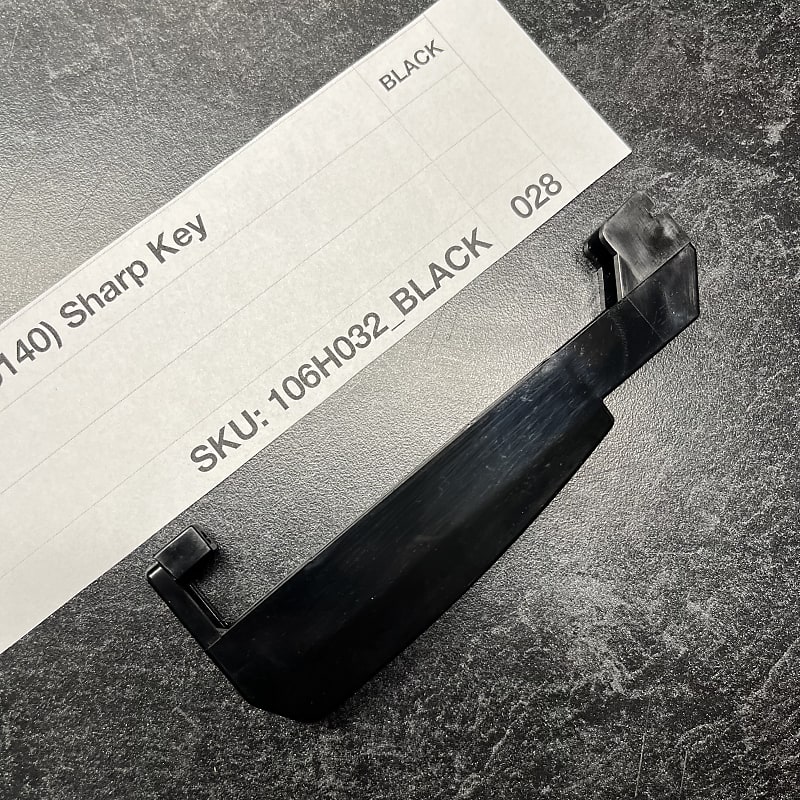 BLACK
140) Sharp Key
SKU: 106H032_BLACK 028